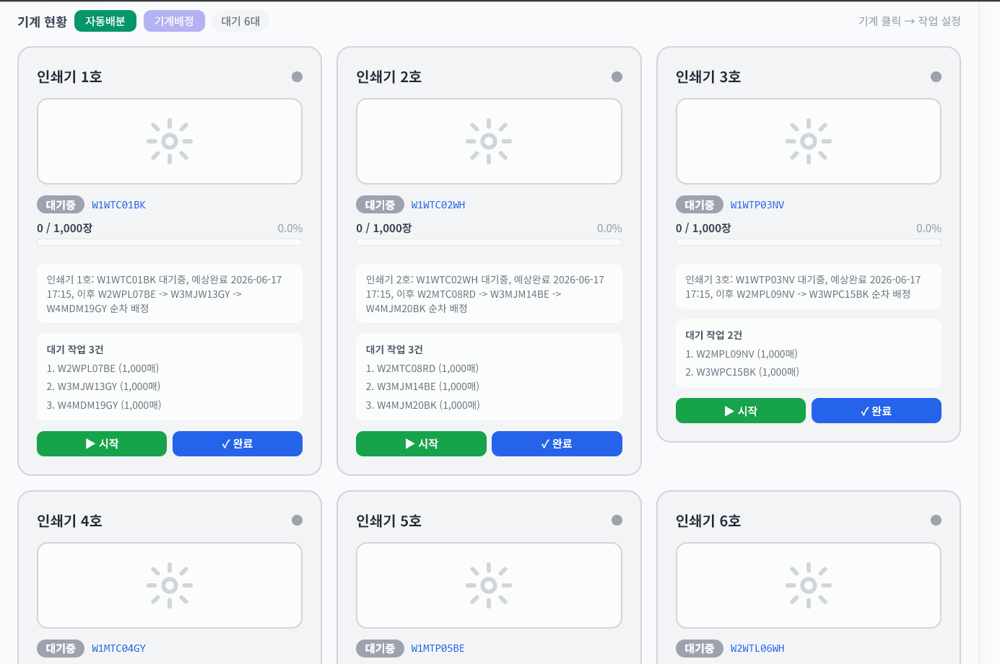 기계 현황 자동배분 기계배정 대기 6대 기계 클릭 → 작업 설정
인쇄기 1호
대기중 W1WTC01BK
0 / 1,000장 0.0%
인쇄기 1호: W1WTC01BK 대기중, 예상완료 2026-06-17
17:15, 이후 W2WPL07BE -> W3MJW13GY ->
W4MDM19GY 순차 배정
대기 작업 3건
1. W2WPL07BE (1,000매)
2. W3MJW13GY (1,000매)
3. W4MDM19GY (1,000매)
▶ 시작 ✓ 완료
인쇄기 2호
대기중 W1WTC02WH
0 / 1,000장 0.0%
인쇄기 2호: W1WTC02WH 대기중, 예상완료 2026-06-17
17:15, 이후 W2MTC08RD -> W3MJM14BE ->
W4MJM20BK 순차 배정
대기 작업 3건
1. W2MTC08RD (1,000매)
2. W3MJM14BE (1,000매)
3. W4MJM20BK (1,000매)
▶ 시작 ✓ 완료
인쇄기 3호
대기중 W1WTP03NV
0 / 1,000장 0.0%
인쇄기 3호: W1WTP03NV 대기중, 예상완료 2026-06-17
17:15, 이후 W2MPL09NV -> W3WPC15BK 순차 배정
대기 작업 2건
1. W2MPL09NV (1,000매)
2. W3WPC15BK (1,000매)
▶ 시작 ✓ 완료
인쇄기 4호
대기중 W1MTC04GY
인쇄기 5호
대기중 W1MTP05BE
인쇄기 6호
대기중 W2WTL06WH